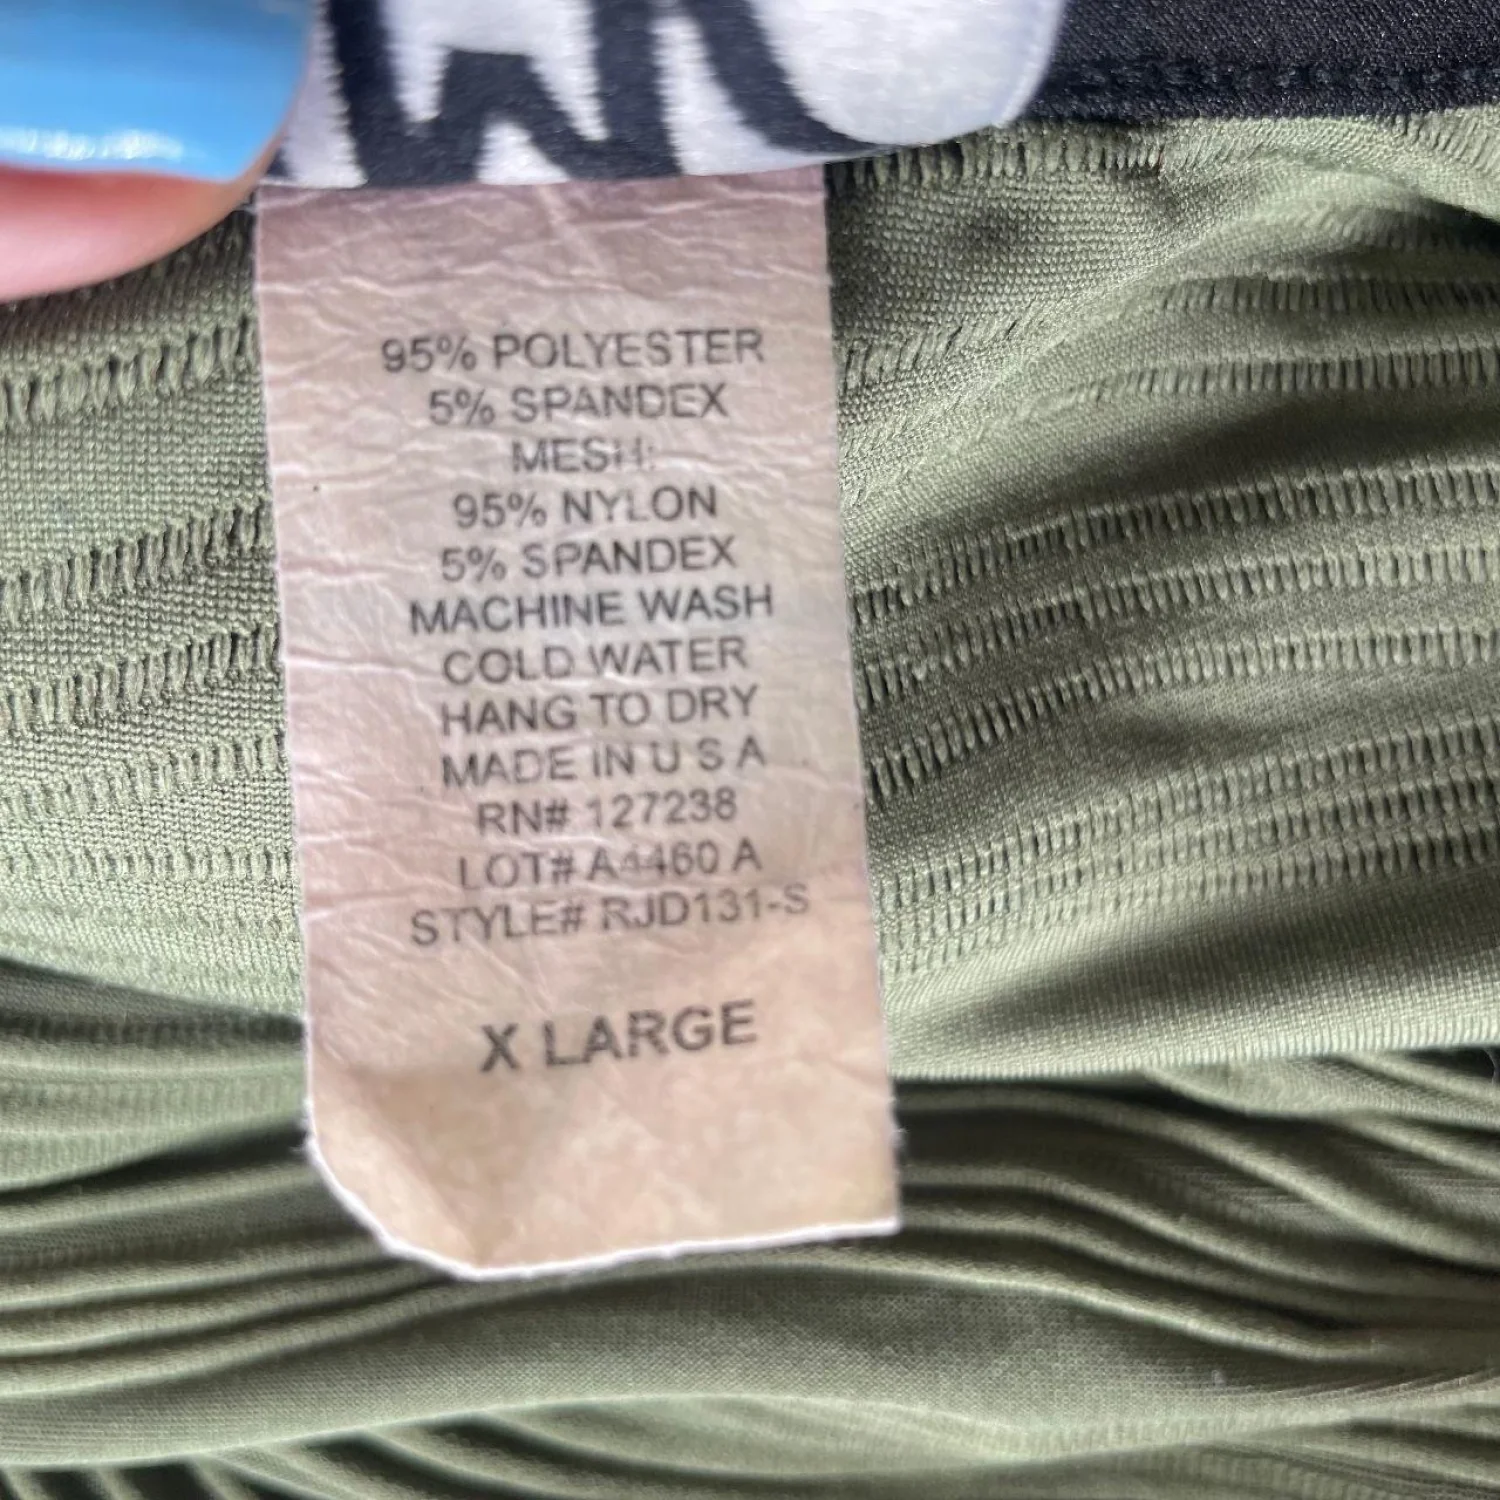 95% POLYESTER
5% SPANDEX
MESH:
95% NYLON
5% SPANDEX
MACHINE WASH
COLD WATER
HANG TO DRY
MADE IN U S A
RN# 127238
LOT# A4460 A
STYLE# RJD131-S
X LARGE